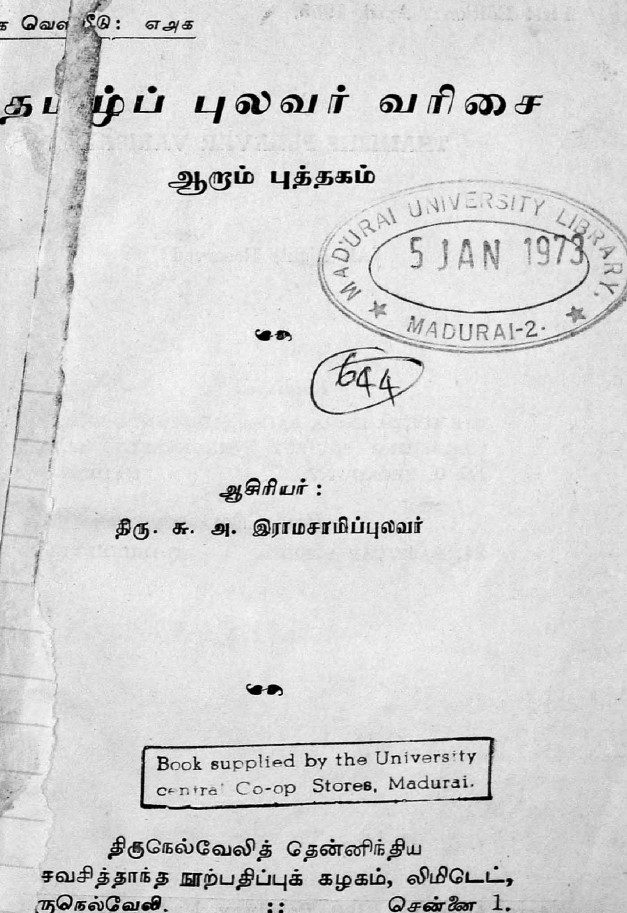 க வெளியீடு: எஅக
தமிழ்ப் புலவர் வரிசை
ஆறாம் புத்தகம்
MADURAI UNIVERSITY LIBRARY.
5 JAN 1973
★ MADURAI-2. ★
644
ஆசிரியர் :
திரு. சு. அ. இராமசாமிப்புலவர்
Book supplied by the University
central Co-op Stores, Madurai.
திருநெல்வேலித் தென்னிந்திய
சைவசித்தாந்த நூற்பதிப்புக் கழகம், லிமிடெட்,
ருநெல்வேலி. :: சென்னை 1.